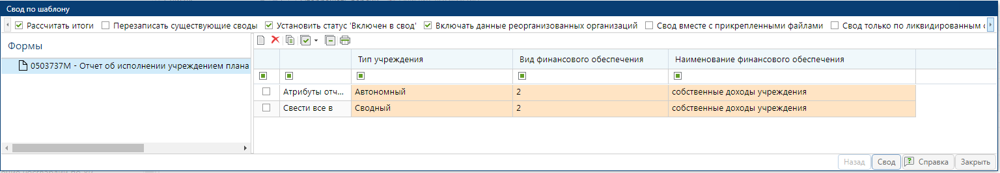 Свод по шаблону
Рассчитать итоги Перезаписать существующие своды Установить статус 'Включен в свод' Включать данные реорганизованных организаций Свод вместе с прикрепленными файлами Свод только по ликвидированным
Формы
0503737М - Отчет об исполнении учреждением плана
Тип учреждения Вид финансового обеспечения Наименование финансового обеспечения
Атрибуты отч... Автономный 2 собственные доходы учреждения
Свести все в Сводный 2 собственные доходы учреждения
Назад Свод Справка Закрыть